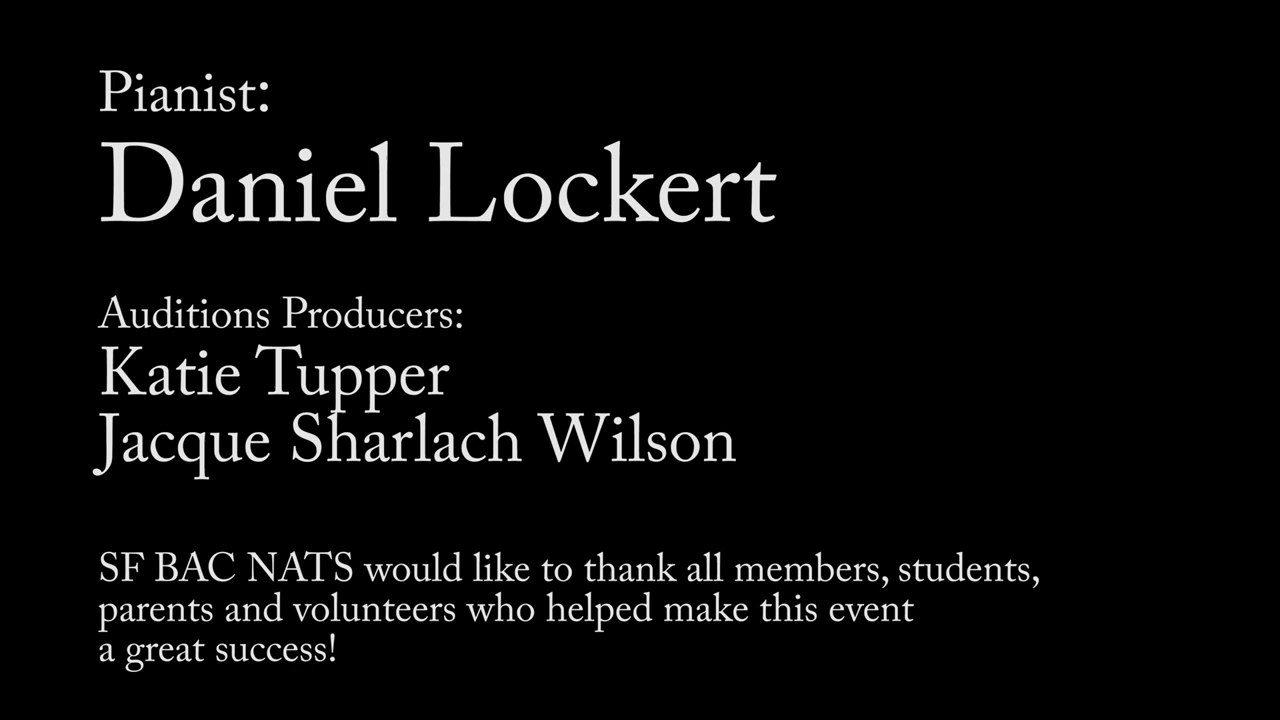 Pianist:
Daniel Lockert
Auditions Producers:
Katie Tupper
Jacque Sharlach Wilson
SF BAC NATS would like to thank all members, students,
parents and volunteers who helped make this event
a great success!